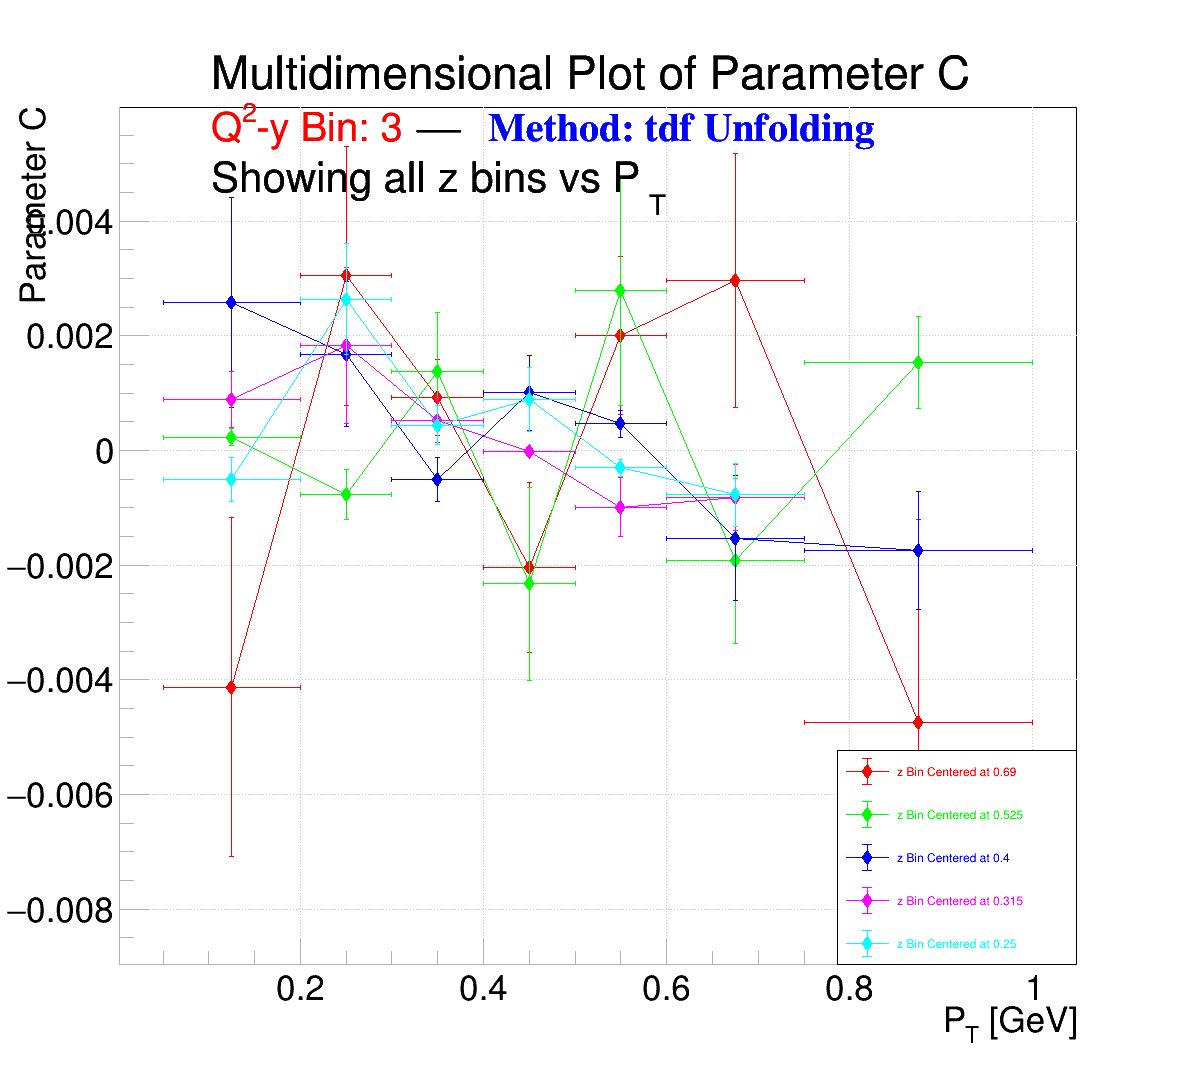 Multidimensional Plot of Parameter C
Q²-y Bin: 3 — Method: tdf Unfolding
Showing all z bins vs P_T
Parameter C
0.004
0.002
0
−0.002
−0.004
−0.006
−0.008
z Bin Centered at 0.69
z Bin Centered at 0.525
z Bin Centered at 0.4
z Bin Centered at 0.315
z Bin Centered at 0.25
0.2 0.4 0.6 0.8 1
P_T [GeV]